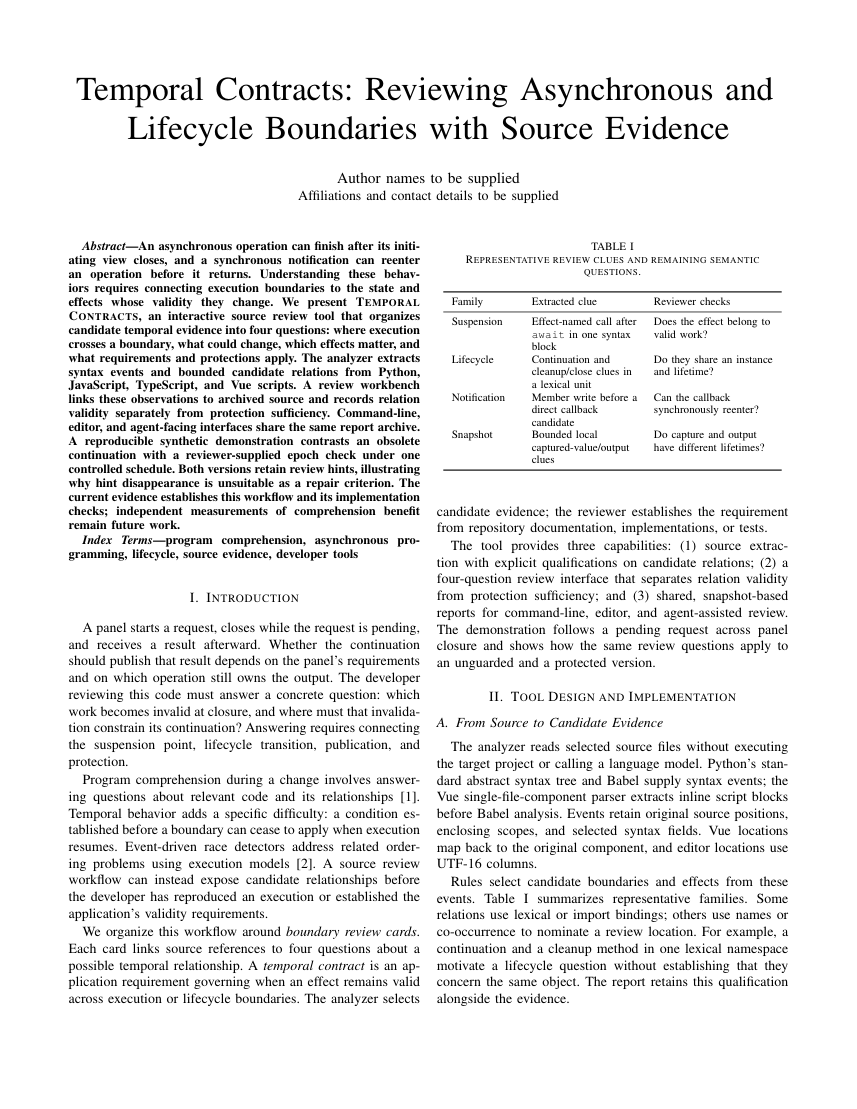 Temporal Contracts: Reviewing Asynchronous and
Lifecycle Boundaries with Source Evidence
Author names to be supplied
Affiliations and contact details to be supplied
Abstract—An asynchronous operation can finish after its initi-
ating view closes, and a synchronous notification can reenter
an operation before it returns. Understanding these behav-
iors requires connecting execution boundaries to the state and
effects whose validity they change. We present TEMPORAL
CONTRACTS, an interactive source review tool that organizes
candidate temporal evidence into four questions: where execution
crosses a boundary, what could change, which effects matter, and
what requirements and protections apply. The analyzer extracts
syntax events and bounded candidate relations from Python,
JavaScript, TypeScript, and Vue scripts. A review workbench
links these observations to archived source and records relation
validity separately from protection sufficiency. Command-line,
editor, and agent-facing interfaces share the same report archive.
A reproducible synthetic demonstration contrasts an obsolete
continuation with a reviewer-supplied epoch check under one
controlled schedule. Both versions retain review hints, illustrating
why hint disappearance is unsuitable as a repair criterion. The
current evidence establishes this workflow and its implementation
checks; independent measurements of comprehension benefit
remain future work.
Index Terms—program comprehension, asynchronous pro-
gramming, lifecycle, source evidence, developer tools
I. INTRODUCTION
A panel starts a request, closes while the request is pending,
and receives a result afterward. Whether the continuation
should publish that result depends on the panel's requirements
and on which operation still owns the output. The developer
reviewing this code must answer a concrete question: which
work becomes invalid at closure, and where must that invalida-
tion constrain its continuation? Answering requires connecting
the suspension point, lifecycle transition, publication, and
protection.
Program comprehension during a change involves answer-
ing questions about relevant code and its relationships [1].
Temporal behavior adds a specific difficulty: a condition es-
tablished before a boundary can cease to apply when execution
resumes. Event-driven race detectors address related order-
ing problems using execution models [2]. A source review
workflow can instead expose candidate relationships before
the developer has reproduced an execution or established the
application's validity requirements.
We organize this workflow around boundary review cards.
Each card links source references to four questions about a
possible temporal relationship. A temporal contract is an ap-
plication requirement governing when an effect remains valid
across execution or lifecycle boundaries. The analyzer selects
TABLE I
REPRESENTATIVE REVIEW CLUES AND REMAINING SEMANTIC
QUESTIONS.
Family Extracted clue Reviewer checks
Suspension Effect-named call after Does the effect belong to
await in one syntax valid work?
block
Lifecycle Continuation and Do they share an instance
cleanup/close clues in and lifetime?
a lexical unit
Notification Member write before a Can the callback
direct callback synchronously reenter?
candidate
Snapshot Bounded local Do capture and output
captured-value/output have different lifetimes?
clues
candidate evidence; the reviewer establishes the requirement
from repository documentation, implementations, or tests.
The tool provides three capabilities: (1) source extrac-
tion with explicit qualifications on candidate relations; (2) a
four-question review interface that separates relation validity
from protection sufficiency; and (3) shared, snapshot-based
reports for command-line, editor, and agent-assisted review.
The demonstration follows a pending request across panel
closure and shows how the same review questions apply to
an unguarded and a protected version.
II. TOOL DESIGN AND IMPLEMENTATION
A. From Source to Candidate Evidence
The analyzer reads selected source files without executing
the target project or calling a language model. Python's stan-
dard abstract syntax tree and Babel supply syntax events; the
Vue single-file-component parser extracts inline script blocks
before Babel analysis. Events retain original source positions,
enclosing scopes, and selected syntax fields. Vue locations
map back to the original component, and editor locations use
UTF-16 columns.
Rules select candidate boundaries and effects from these
events. Table I summarizes representative families. Some
relations use lexical or import bindings; others use names or
co-occurrence to nominate a review location. For example, a
continuation and a cleanup method in one lexical namespace
motivate a lifecycle question without establishing that they
concern the same object. The report retains this qualification
alongside the evidence.